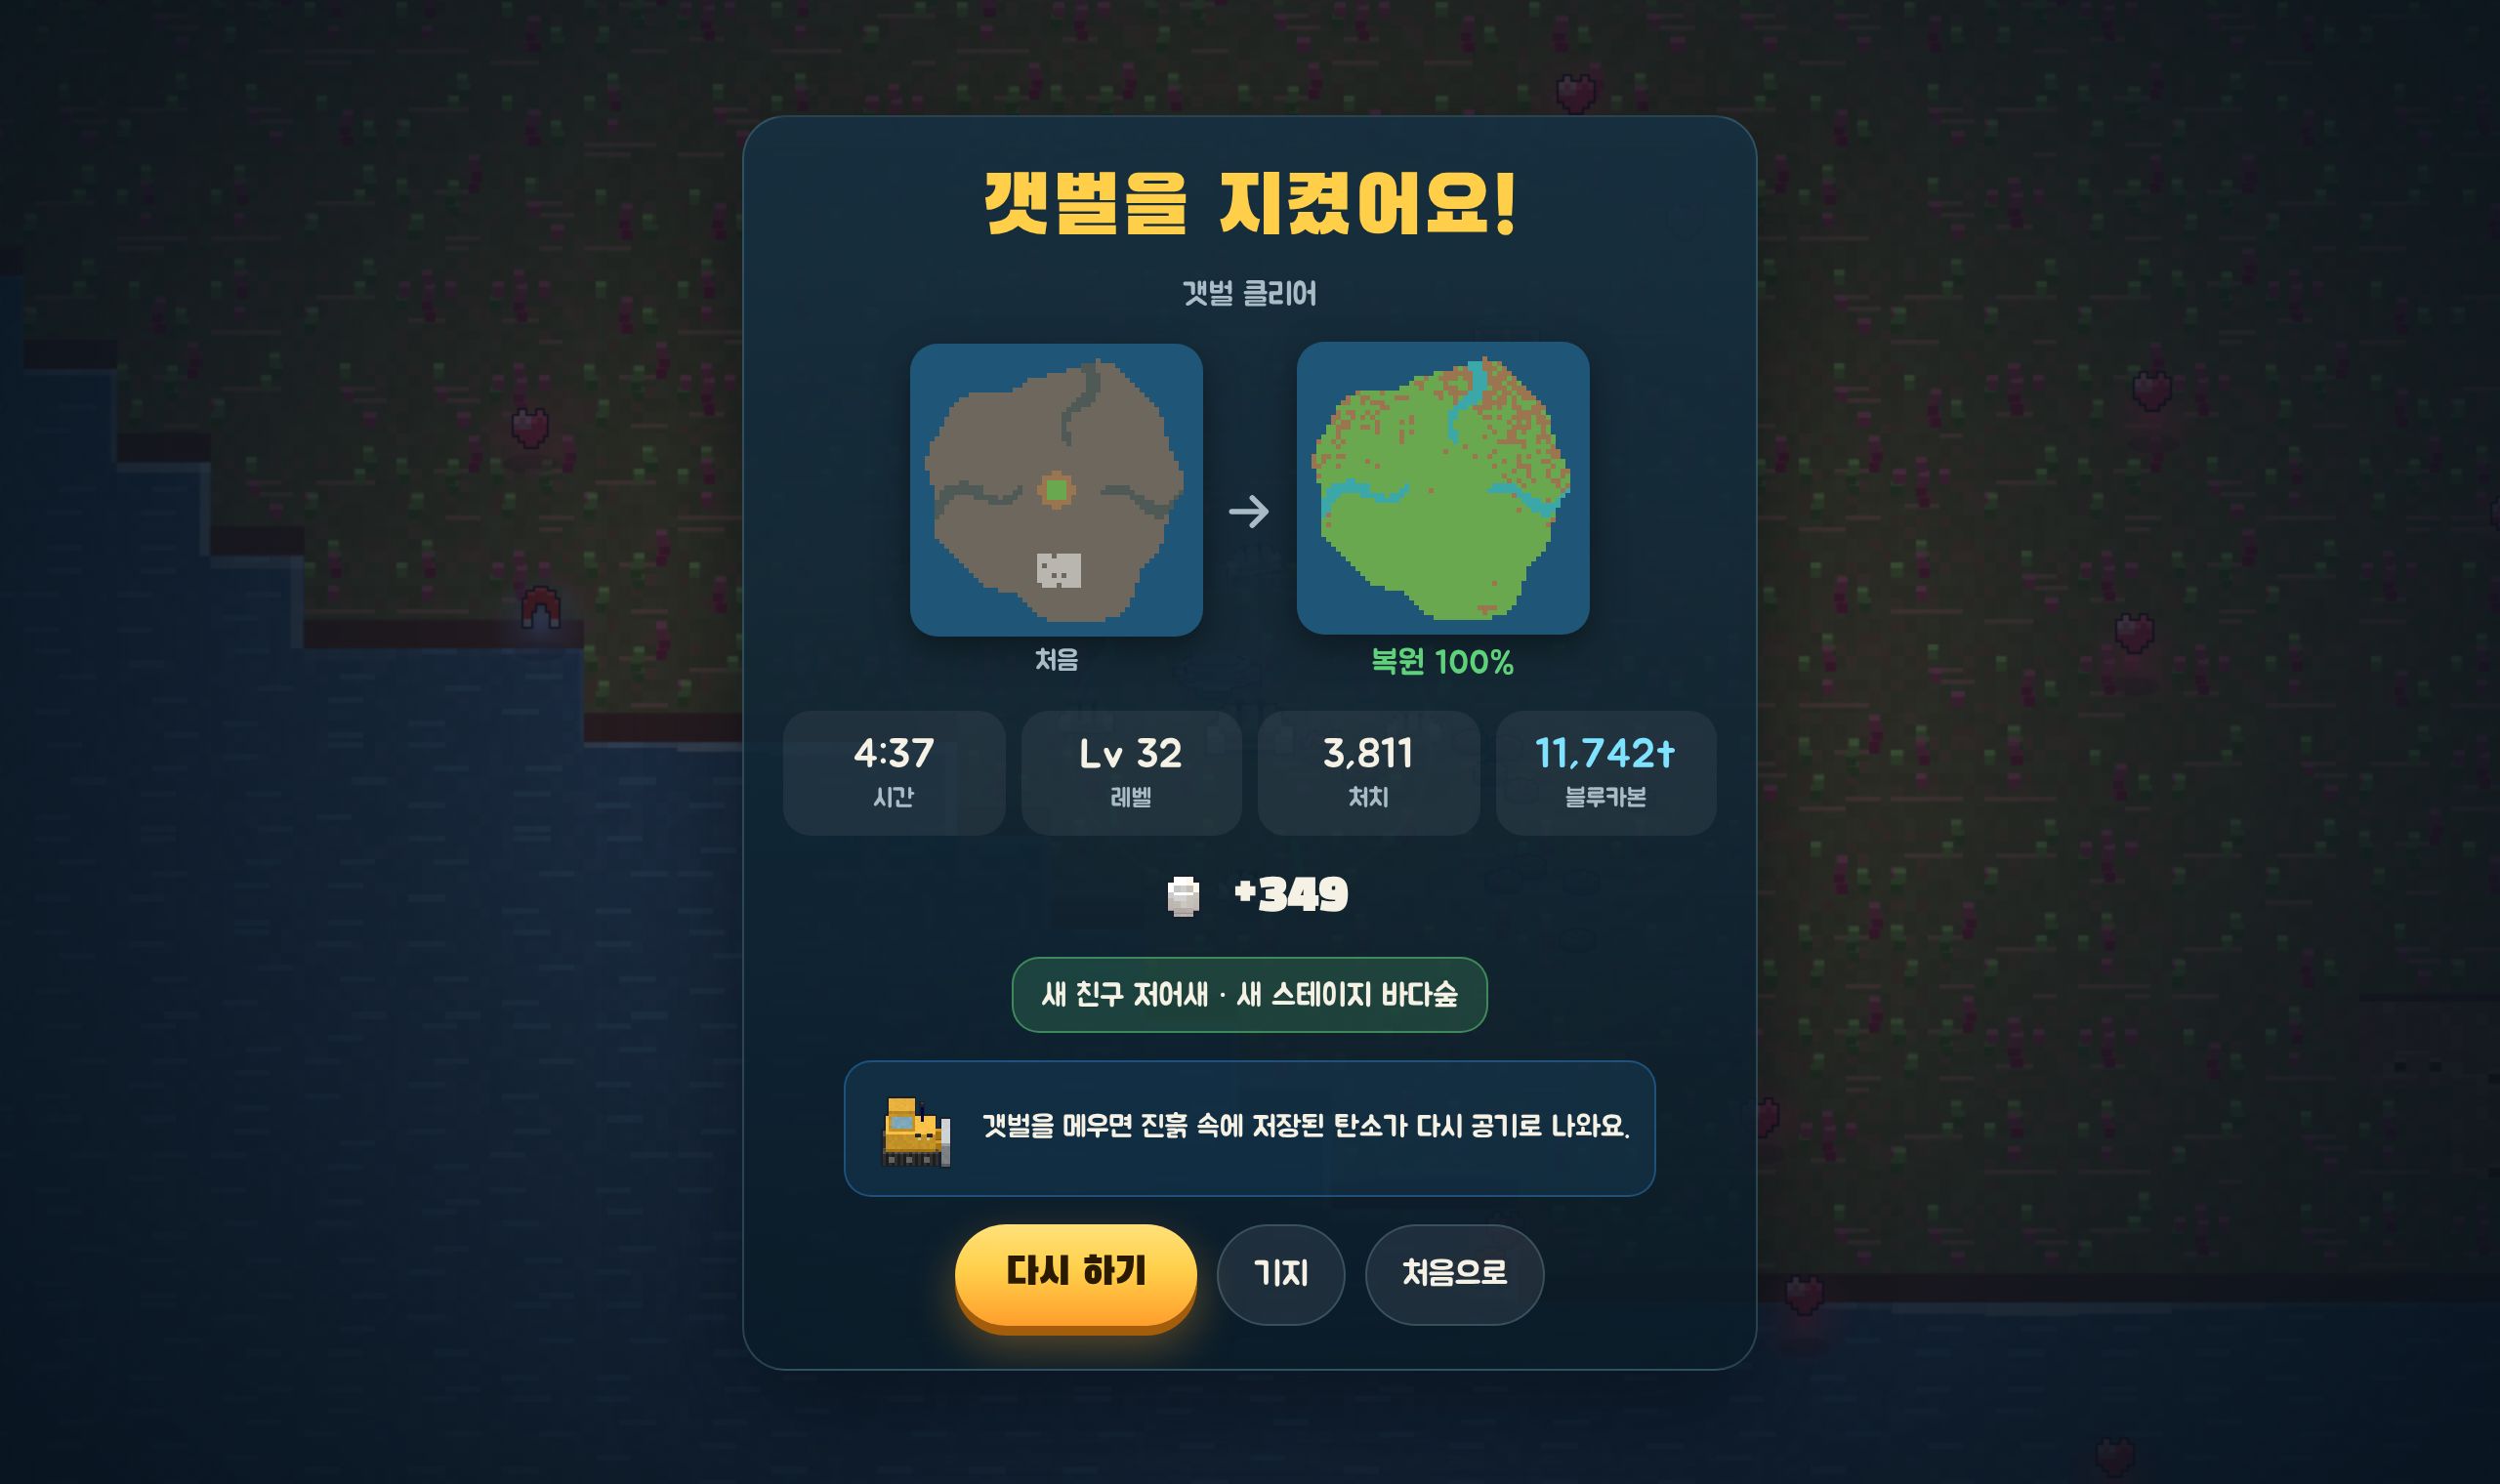 갯벌을 지켰어요!
갯벌 클리어
처음
→
복원 100%
4:37
시간
Lv 32
레벨
3,811
처치
11,742t
블루카본
+349
새 친구 저어새 · 새 스테이지 바다숲
갯벌을 메우면 진흙 속에 저장된 탄소가 다시 공기로 나와요.
다시 하기
기지
처음으로